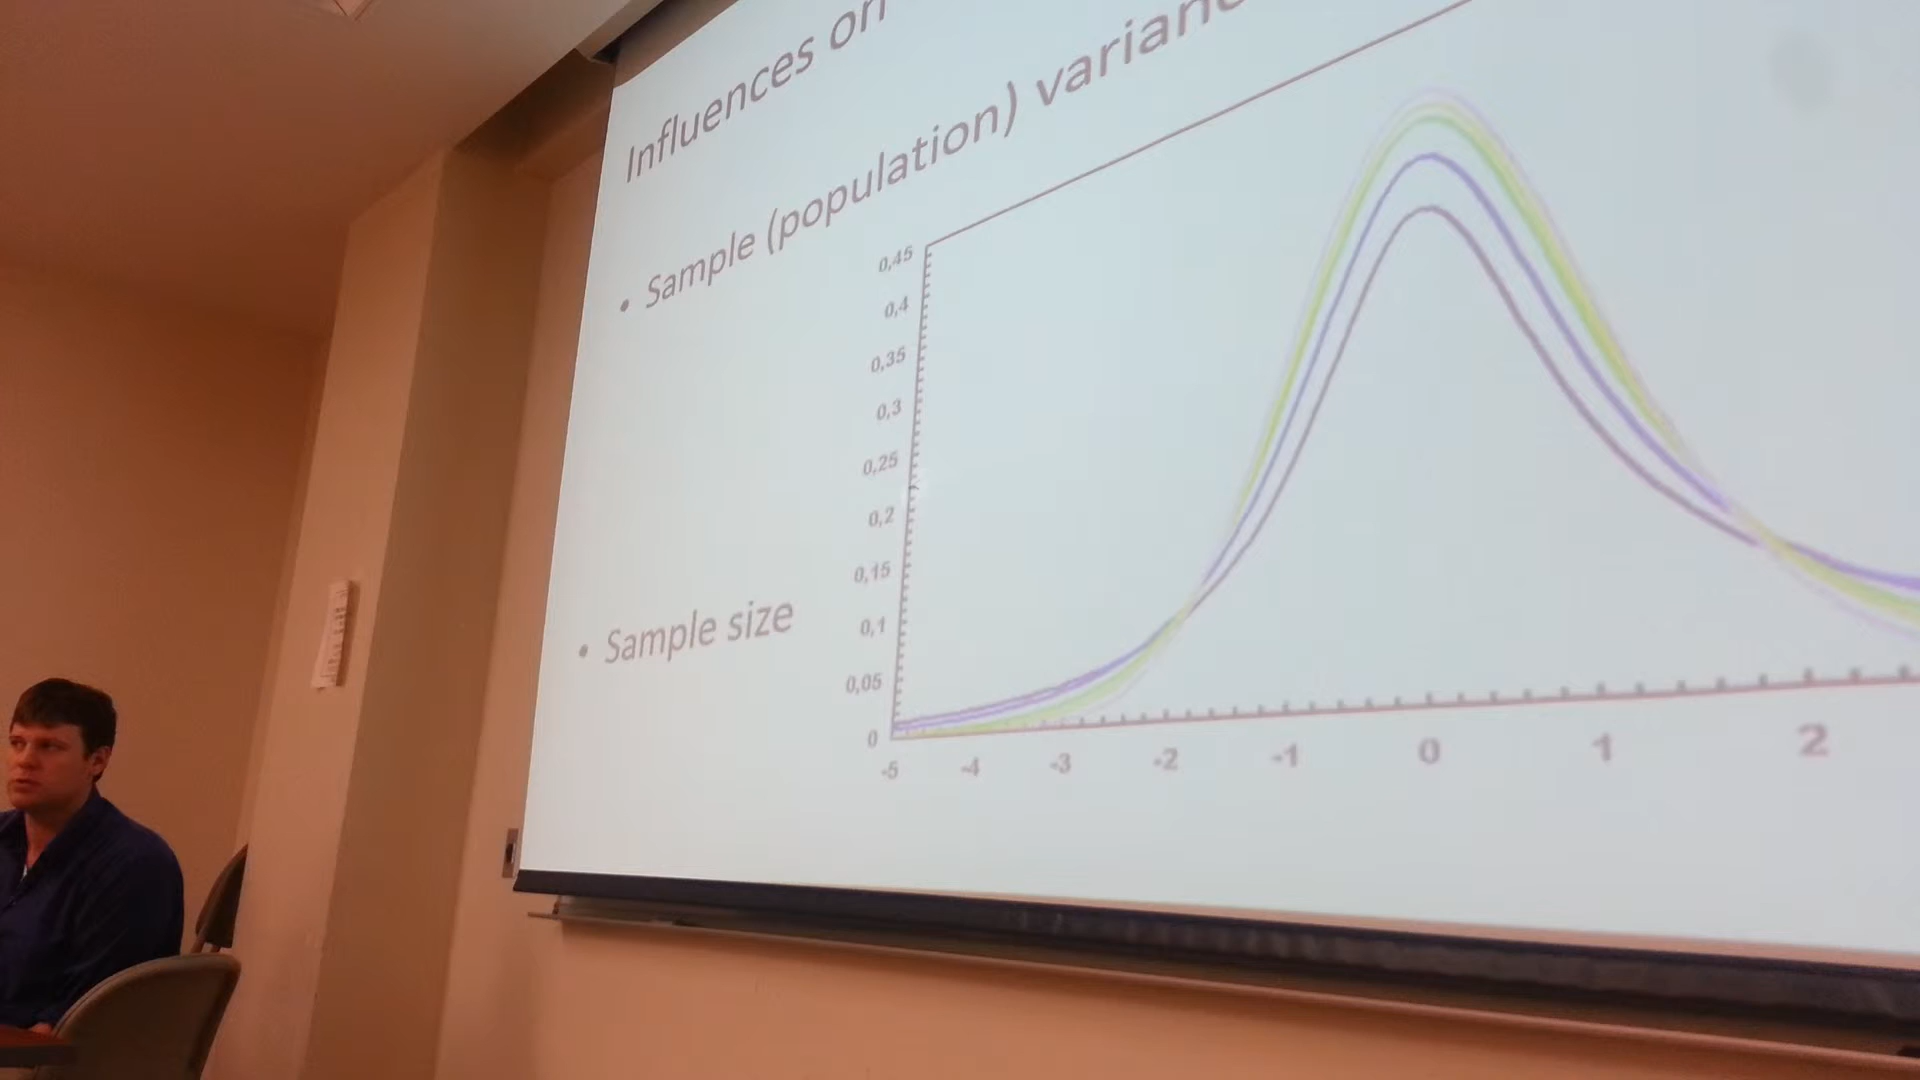 Influences on
• Sample (population) varianc
0,45
0,4
0,35
0,3
0,25
0,2
0,15
• Sample size
0,1
0,05
0
-5 -4 -3 -2 -1 0 1 2